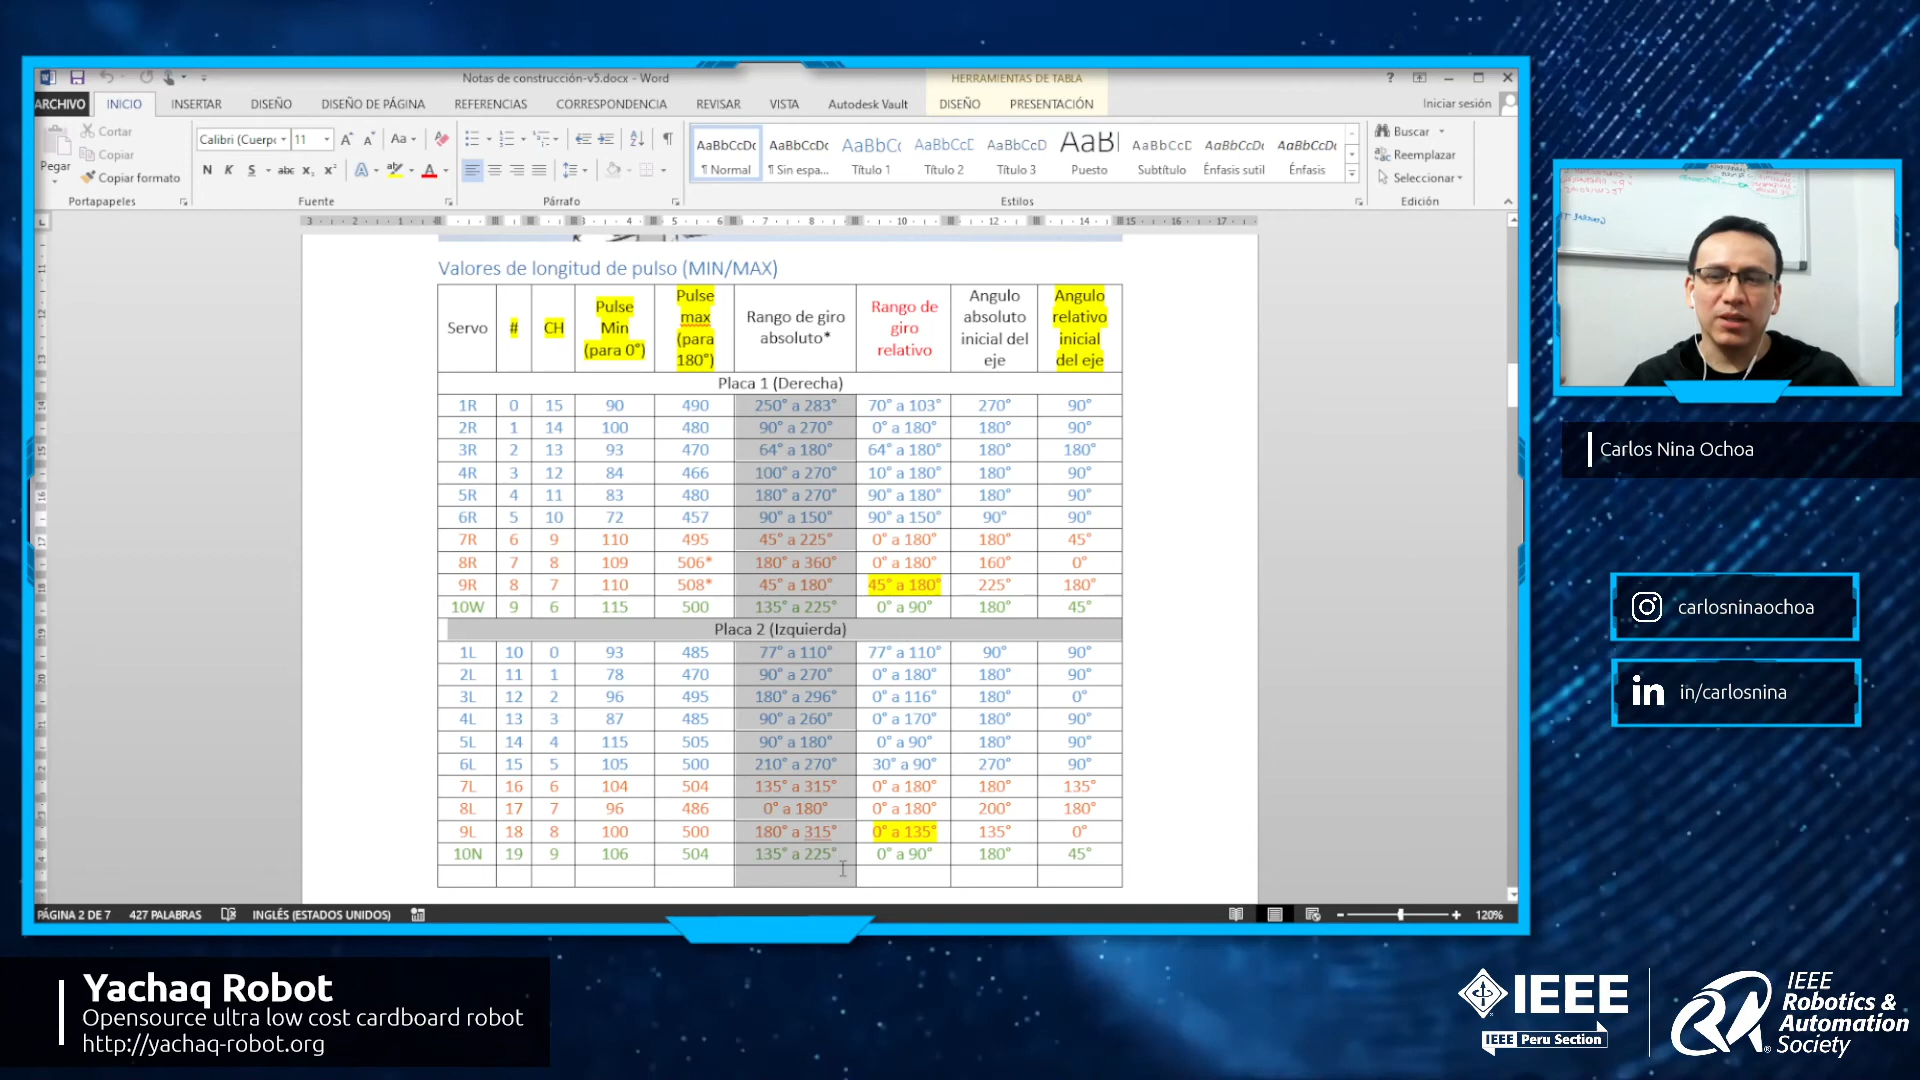 Notas de construcción-v5.docx - Word
HERRAMIENTAS DE TABLA
ARCHIVO INICIO INSERTAR DISEÑO DISEÑO DE PÁGINA REFERENCIAS CORRESPONDENCIA REVISAR VISTA Autodesk Vault DISEÑO PRESENTACIÓN Iniciar sesión
Pegar
Cortar
Copiar
Copiar formato
Portapapeles
Calibri (Cuerpo 11
Fuente
Párrafo
AaBbCcDc AaBbCcDc AaBbCc AaBbCcE AaBbCcD AaBl AaBbCcD AaBbCcDc AaBbCcDc
¶ Normal ¶ Sin espa... Título 1 Título 2 Título 3 Puesto Subtítulo Énfasis sutil Énfasis
Estilos
Buscar
Reemplazar
Seleccionar
Edición
Valores de longitud de pulso (MIN/MAX)
Servo # CH Pulse Min (para 0°) Pulse max (para 180°) Rango de giro absoluto* Rango de giro relativo Angulo absoluto inicial del eje Angulo relativo inicial del eje
Placa 1 (Derecha)
1R 0 15 90 490 250° a 283° 70° a 103° 270° 90°
2R 1 14 100 480 90° a 270° 0° a 180° 180° 90°
3R 2 13 93 470 64° a 180° 64° a 180° 180° 180°
4R 3 12 84 466 100° a 270° 10° a 180° 180° 90°
5R 4 11 83 480 180° a 270° 90° a 180° 180° 90°
6R 5 10 72 457 90° a 150° 90° a 150° 90° 90°
7R 6 9 110 495 45° a 225° 0° a 180° 180° 45°
8R 7 8 109 506* 180° a 360° 0° a 180° 160° 0°
9R 8 7 110 508* 45° a 180° 45° a 180° 225° 180°
10W 9 6 115 500 135° a 225° 0° a 90° 180° 45°
Placa 2 (Izquierda)
1L 10 0 93 485 77° a 110° 77° a 110° 90° 90°
2L 11 1 78 470 90° a 270° 0° a 180° 180° 90°
3L 12 2 96 495 180° a 296° 0° a 116° 180° 0°
4L 13 3 87 485 90° a 260° 0° a 170° 180° 90°
5L 14 4 115 505 90° a 180° 0° a 90° 180° 90°
6L 15 5 105 500 210° a 270° 30° a 90° 270° 90°
7L 16 6 104 504 135° a 315° 0° a 180° 180° 135°
8L 17 7 96 486 0° a 180° 0° a 180° 200° 180°
9L 18 8 100 500 180° a 315° 0° a 135° 135° 0°
10N 19 9 106 504 135° a 225° 0° a 90° 180° 45°
PÁGINA 2 DE 7 427 PALABRAS INGLÉS (ESTADOS UNIDOS) 120%
Carlos Nina Ochoa
carlosninaochoa
in/carlosnina
Yachaq Robot
Opensource ultra low cost cardboard robot
http://yachaq-robot.org
IEEE
IEEE Peru Section
IEEE
Robotics &
Automation
Society